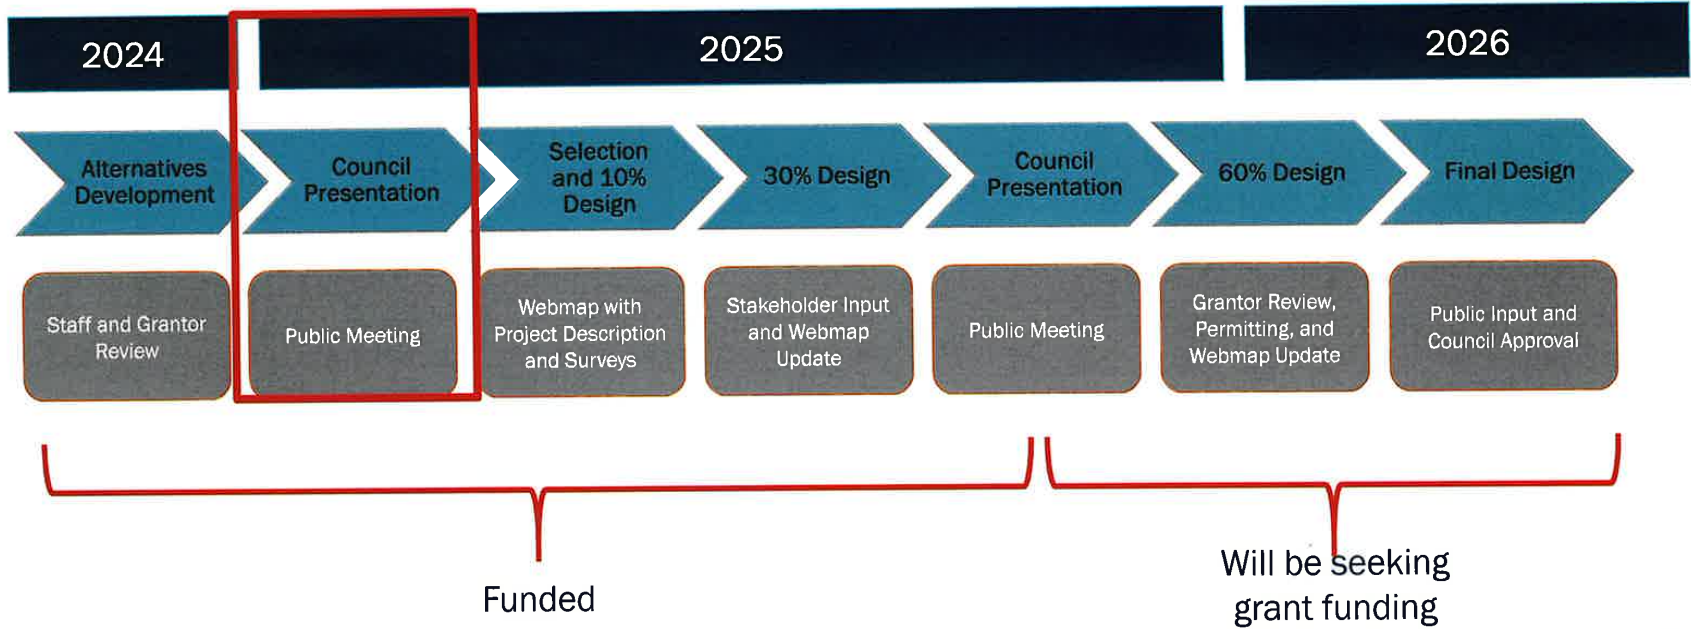 2024
2025
2026
Alternatives
Development
Council
Presentation
Selection
and 10%
Design
30% Design
Council
Presentation
60% Design
Final Design
Staff and Grantor
Review
Public Meeting
Webmap with
Project Description
and Surveys
Stakeholder Input
and Webmap
Update
Public Meeting
Grantor Review,
Permitting, and
Webmap Update
Public Input and
Council Approval
Funded
Will be seeking
grant funding